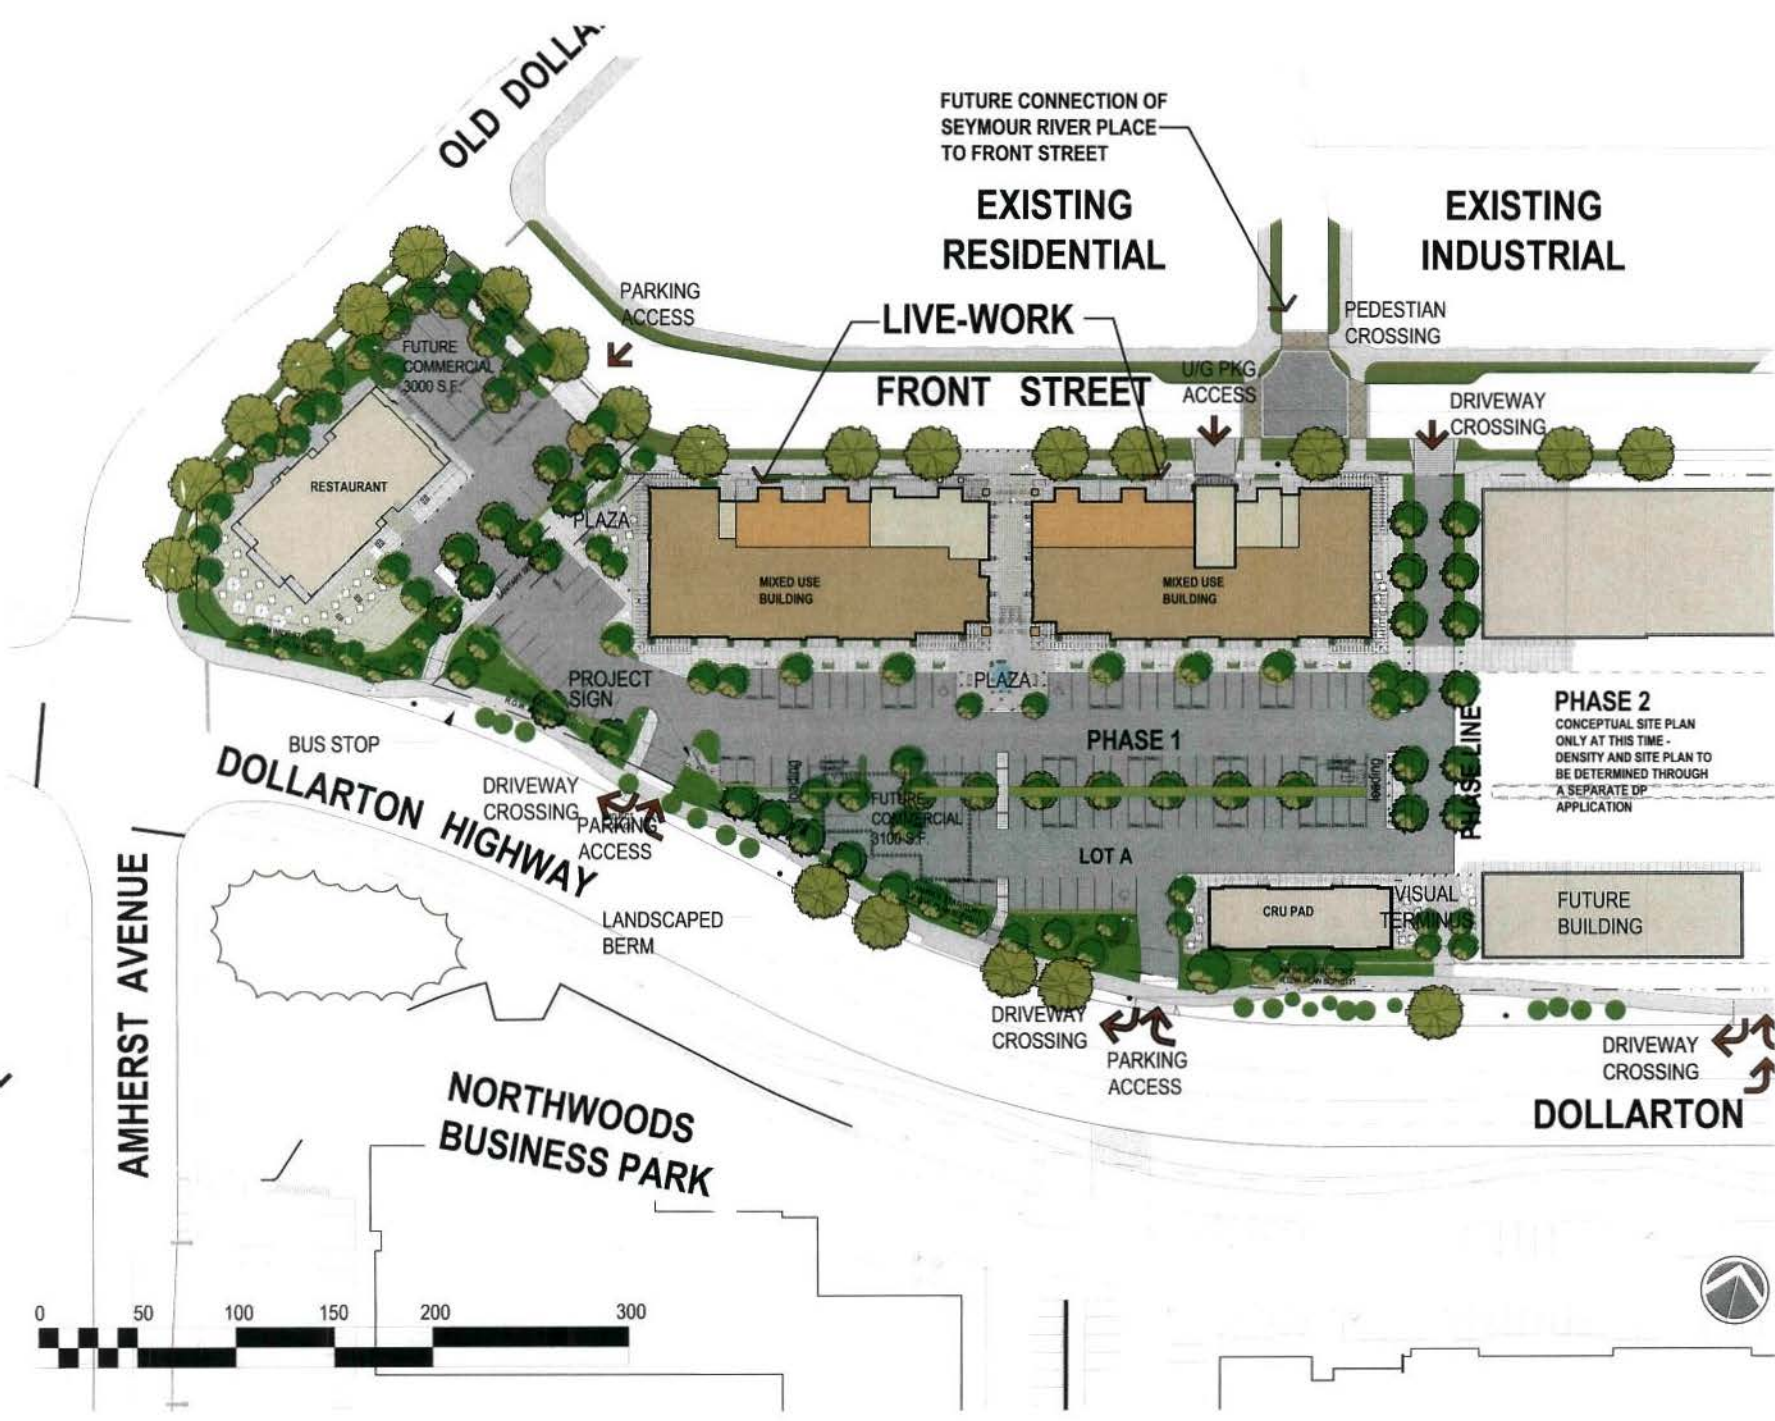 OLD DOLLA
FUTURE CONNECTION OF
SEYMOUR RIVER PLACE
TO FRONT STREET
EXISTING
RESIDENTIAL
EXISTING
INDUSTRIAL
PARKING
ACCESS
LIVE-WORK
PEDESTIAN
CROSSING
FUTURE
COMMERCIAL
3000 S.F.
FRONT STREET
U/G PKG
ACCESS
DRIVEWAY
CROSSING
RESTAURANT
PLAZA
MIXED USE
BUILDING
MIXED USE
BUILDING
PROJECT
SIGN
PLAZA
PHASE 1
PHASE LINE
PHASE 2
CONCEPTUAL SITE PLAN
ONLY AT THIS TIME -
DENSITY AND SITE PLAN TO
BE DETERMINED THROUGH
A SEPARATE DP
APPLICATION
BUS STOP
DOLLARTON HIGHWAY
DRIVEWAY
CROSSING
PARKING
ACCESS
loading
loading
FUTURE
COMMERCIAL
3100 S.F.
LOT A
CRU PAD
VISUAL
TERMINUS
FUTURE
BUILDING
LANDSCAPED
BERM
AMHERST AVENUE
DRIVEWAY
CROSSING
PARKING
ACCESS
DRIVEWAY
CROSSING
DOLLARTON
NORTHWOODS
BUSINESS PARK
0 50 100 150 200 300